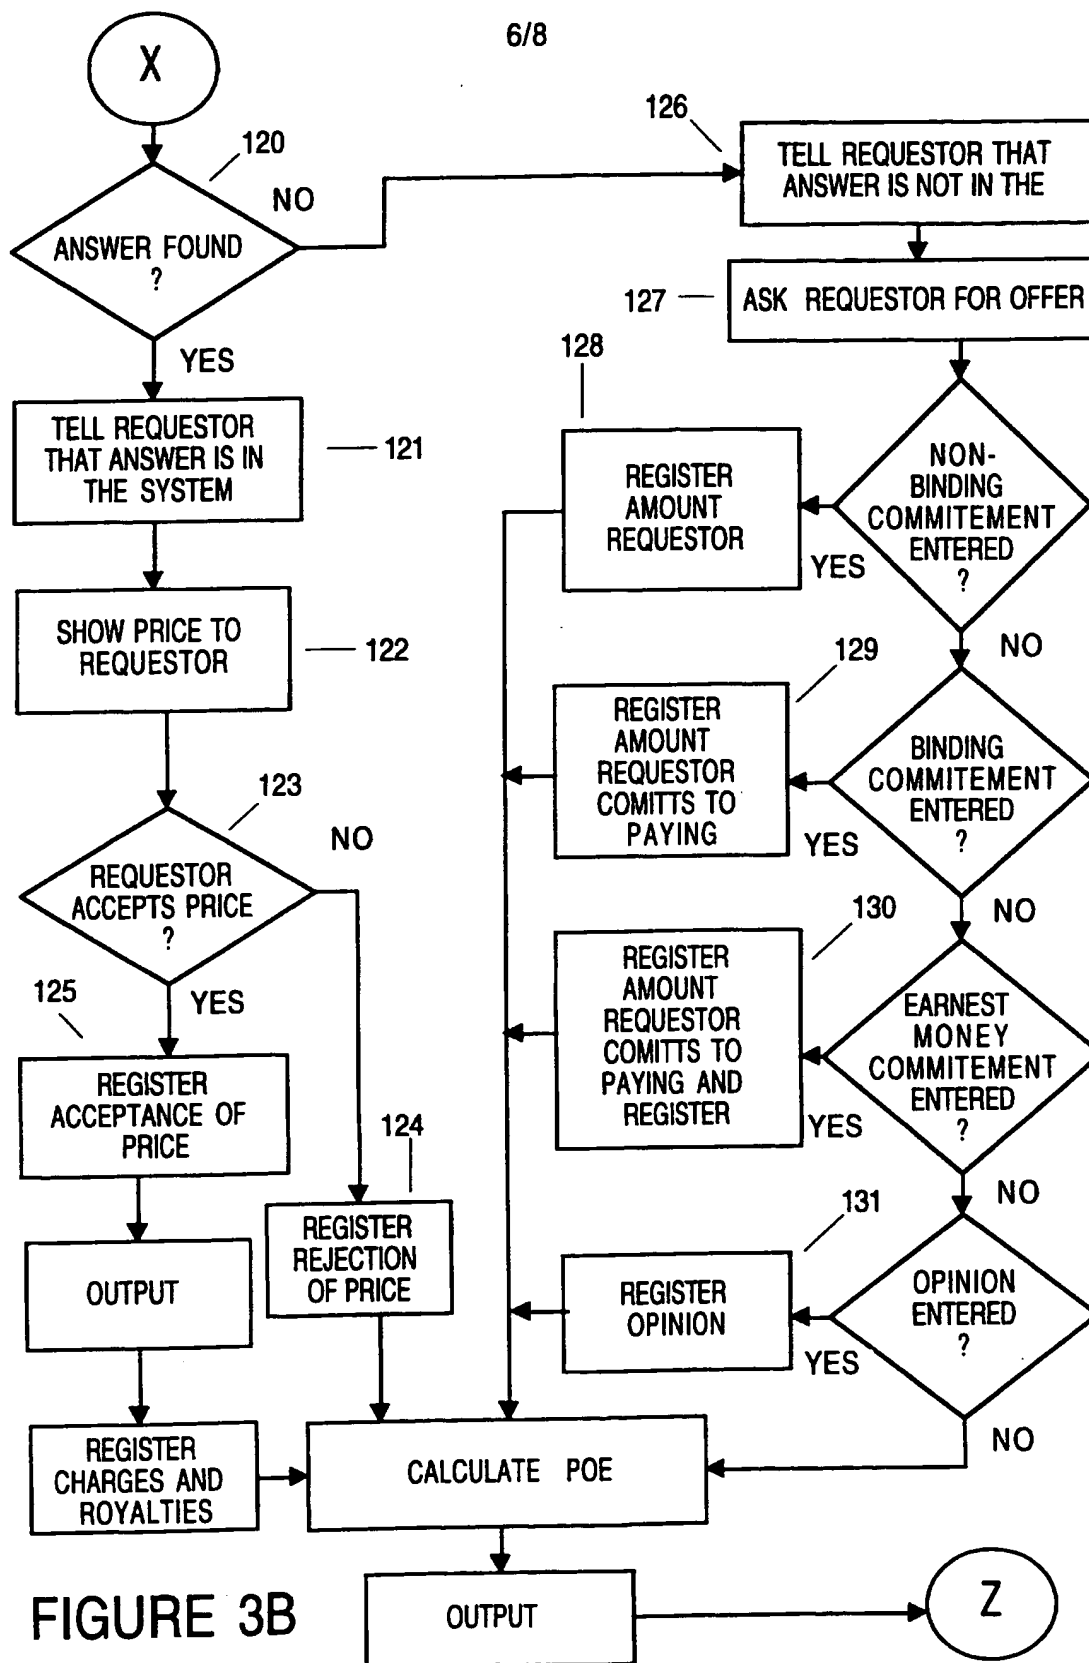 6/8
X
120
NO
ANSWER FOUND
?
YES
TELL REQUESTOR
THAT ANSWER IS IN
THE SYSTEM
121
SHOW PRICE TO
REQUESTOR
122
123
NO
REQUESTOR
ACCEPTS PRICE
?
125
YES
REGISTER
ACCEPTANCE OF
PRICE
124
REGISTER
REJECTION
OF PRICE
OUTPUT
REGISTER
CHARGES AND
ROYALTIES
126
TELL REQUESTOR THAT
ANSWER IS NOT IN THE
127
ASK REQUESTOR FOR OFFER
128
REGISTER
AMOUNT
REQUESTOR
NON-
BINDING
COMMITEMENT
ENTERED
?
YES
NO
129
REGISTER
AMOUNT
REQUESTOR
COMITTS TO
PAYING
BINDING
COMMITEMENT
ENTERED
?
YES
NO
130
REGISTER
AMOUNT
REQUESTOR
COMITTS TO
PAYING AND
REGISTER
EARNEST
MONEY
COMMITEMENT
ENTERED
?
YES
NO
131
REGISTER
OPINION
OPINION
ENTERED
?
YES
NO
CALCULATE POE
OUTPUT
Z
FIGURE 3B